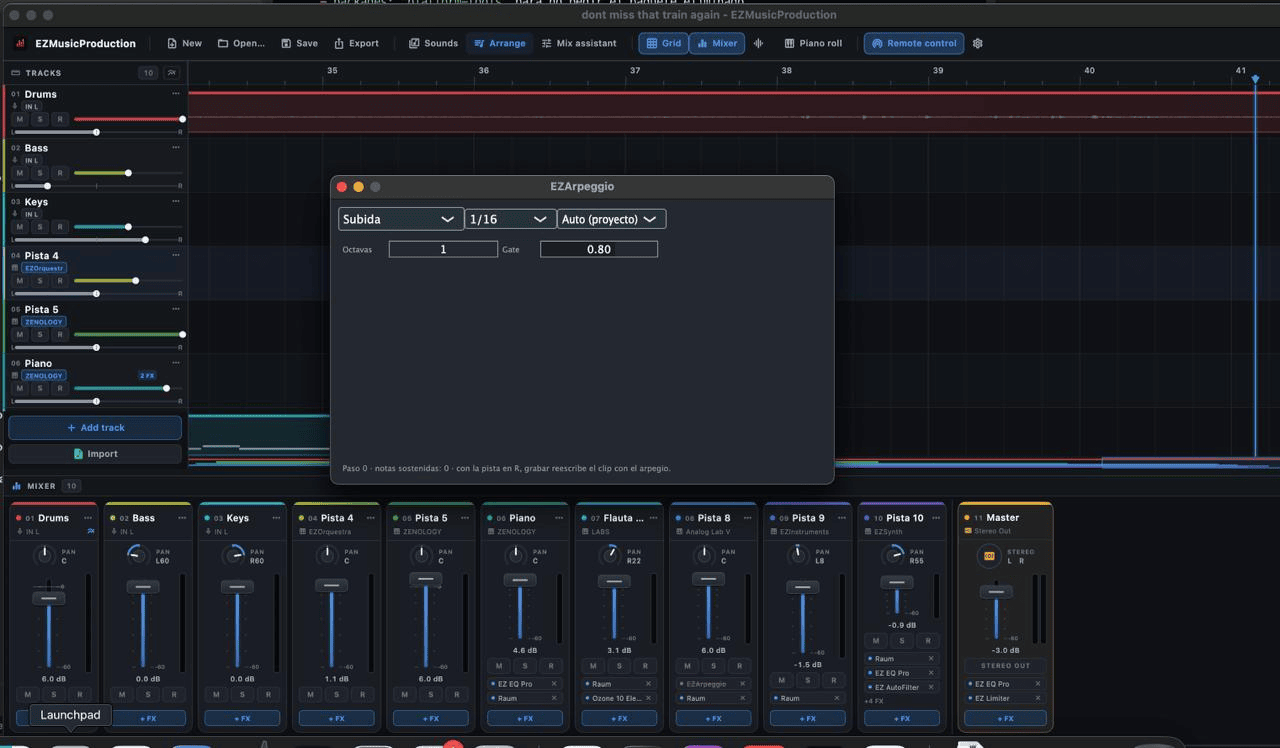 dont miss that train again - EZMusicProduction
EZMusicProduction New Open... Save Export Sounds Arrange Mix assistant Grid Mixer Piano roll Remote control
TRACKS 10
35 36 37 38 39 40 41
01 Drums
IN L
M S R
L R
02 Bass
IN L
M S R
L R
03 Keys
IN L
M S R
L R
04 Pista 4
EZOrquestr
M S R
L R
05 Pista 5
ZENOLOGY
M S R
L R
06 Piano
ZENOLOGY 2 FX
M S R
L R
+ Add track
Import
EZArpeggio
Subida 1/16 Auto (proyecto)
Octavas 1 Gate 0.80
Paso 0 · notas sostenidas: 0 · con la pista en R, grabar reescribe el clip con el arpegio.
MIXER 10
01 Drums
IN L
PAN
C
-60
6.0 dB
M S R
02 Bass
IN L
PAN
L60
-60
0.0 dB
M S R
+ FX
03 Keys
IN L
PAN
R60
-60
0.0 dB
M S R
+ FX
04 Pista 4
EZOrquestra
PAN
C
-60
1.1 dB
M S R
+ FX
05 Pista 5
ZENOLOGY
PAN
C
-60
6.0 dB
M S R
+ FX
06 Piano
ZENOLOGY
PAN
C
-60
4.6 dB
M S R
EZ EQ Pro
Raum
+ FX
07 Flauta ...
LABS
PAN
R22
-60
3.1 dB
M S R
Raum
Ozone 10 Ele...
+ FX
08 Pista 8
Analog Lab V
PAN
C
-60
6.0 dB
M S R
EZArpeggio
Raum
+ FX
09 Pista 9
EZInstruments
PAN
L8
-60
-1.5 dB
M S R
Raum
+ FX
10 Pista 10
EZSynth
PAN
R55
-60
-0.9 dB
M S R
Raum
EZ EQ Pro
EZ AutoFilter
+4 FX
+ FX
11 Master
Stereo Out
STEREO
L R
-60
-3.0 dB
STEREO OUT
EZ EQ Pro
EZ Limiter
+ FX
Launchpad